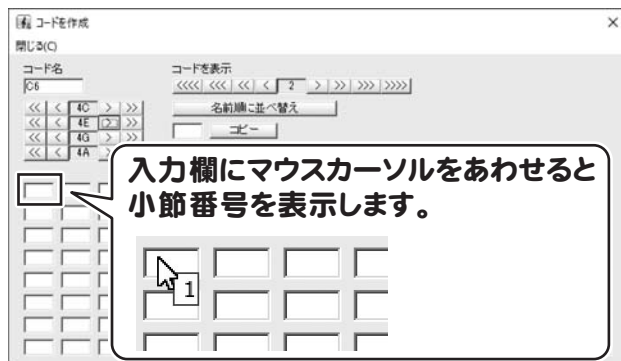 コードを作成
閉じる(C)
コード名
C6
コードを表示
<<<< <<< << < 2 > >> >>> >>>>
<< < 4C > >>
名前順に並べ替え
<< < 4E > >>
コピー
<< < 4G > >>
<< < 4A > >>
入力欄にマウスカーソルをあわせると
小節番号を表示します。
1